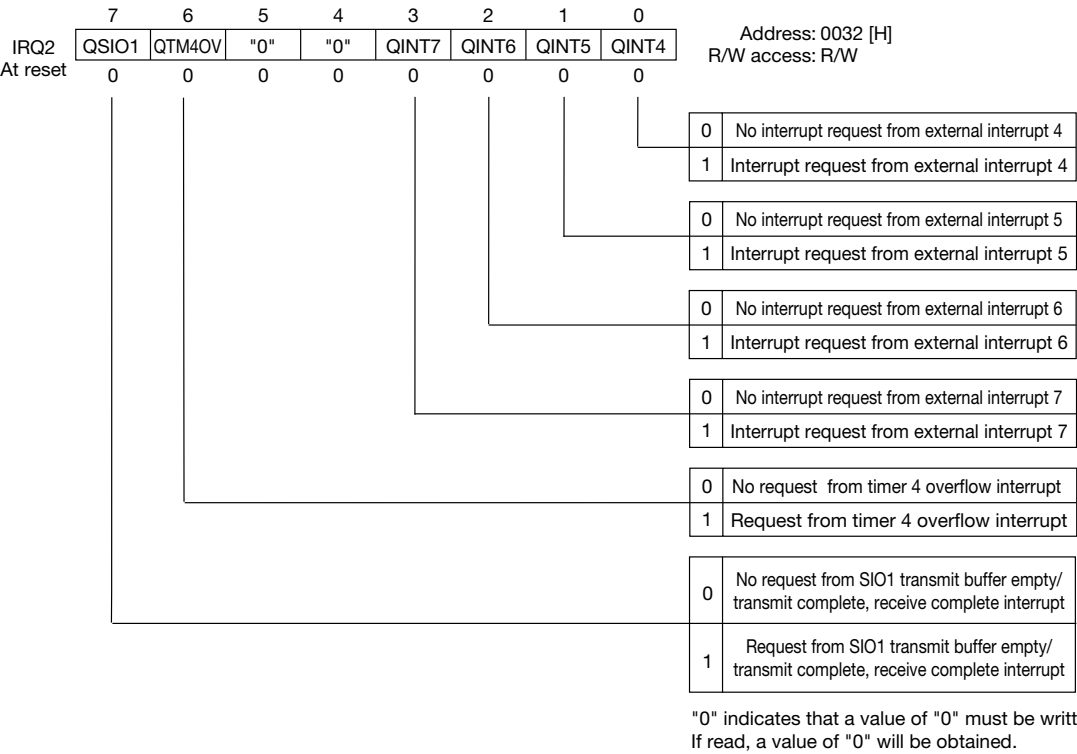 7 6 5 4 3 2 1 0
IRQ2 QSIO1 QTM4OV "0" "0" QINT7 QINT6 QINT5 QINT4
At reset 0 0 0 0 0 0 0 0
Address: 0032 [H]
R/W access: R/W
0 No interrupt request from external interrupt 4
1 Interrupt request from external interrupt 4
0 No interrupt request from external interrupt 5
1 Interrupt request from external interrupt 5
0 No interrupt request from external interrupt 6
1 Interrupt request from external interrupt 6
0 No interrupt request from external interrupt 7
1 Interrupt request from external interrupt 7
0 No request from timer 4 overflow interrupt
1 Request from timer 4 overflow interrupt
0 No request from SIO1 transmit buffer empty/
transmit complete, receive complete interrupt
1 Request from SIO1 transmit buffer empty/
transmit complete, receive complete interrupt
"0" indicates that a value of "0" must be writt
If read, a value of "0" will be obtained.